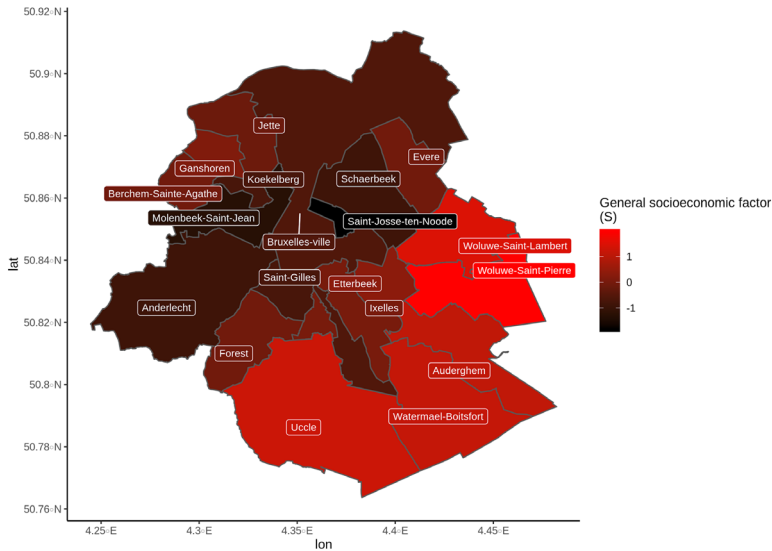 50.92°N
50.9°N
50.88°N
50.86°N
50.84°N
50.82°N
50.8°N
50.78°N
50.76°N
lat
Jette
Evere
Ganshoren
Koekelberg
Schaerbeek
Berchem-Sainte-Agathe
Molenbeek-Saint-Jean
Saint-Josse-ten-Noode
Bruxelles-ville
Woluwe-Saint-Lambert
Woluwe-Saint-Pierre
Saint-Gilles
Etterbeek
Anderlecht
Ixelles
Forest
Auderghem
Watermael-Boitsfort
Uccle
4.25°E
4.3°E
4.35°E
4.4°E
4.45°E
lon
General socioeconomic factor
(S)
1
0
-1